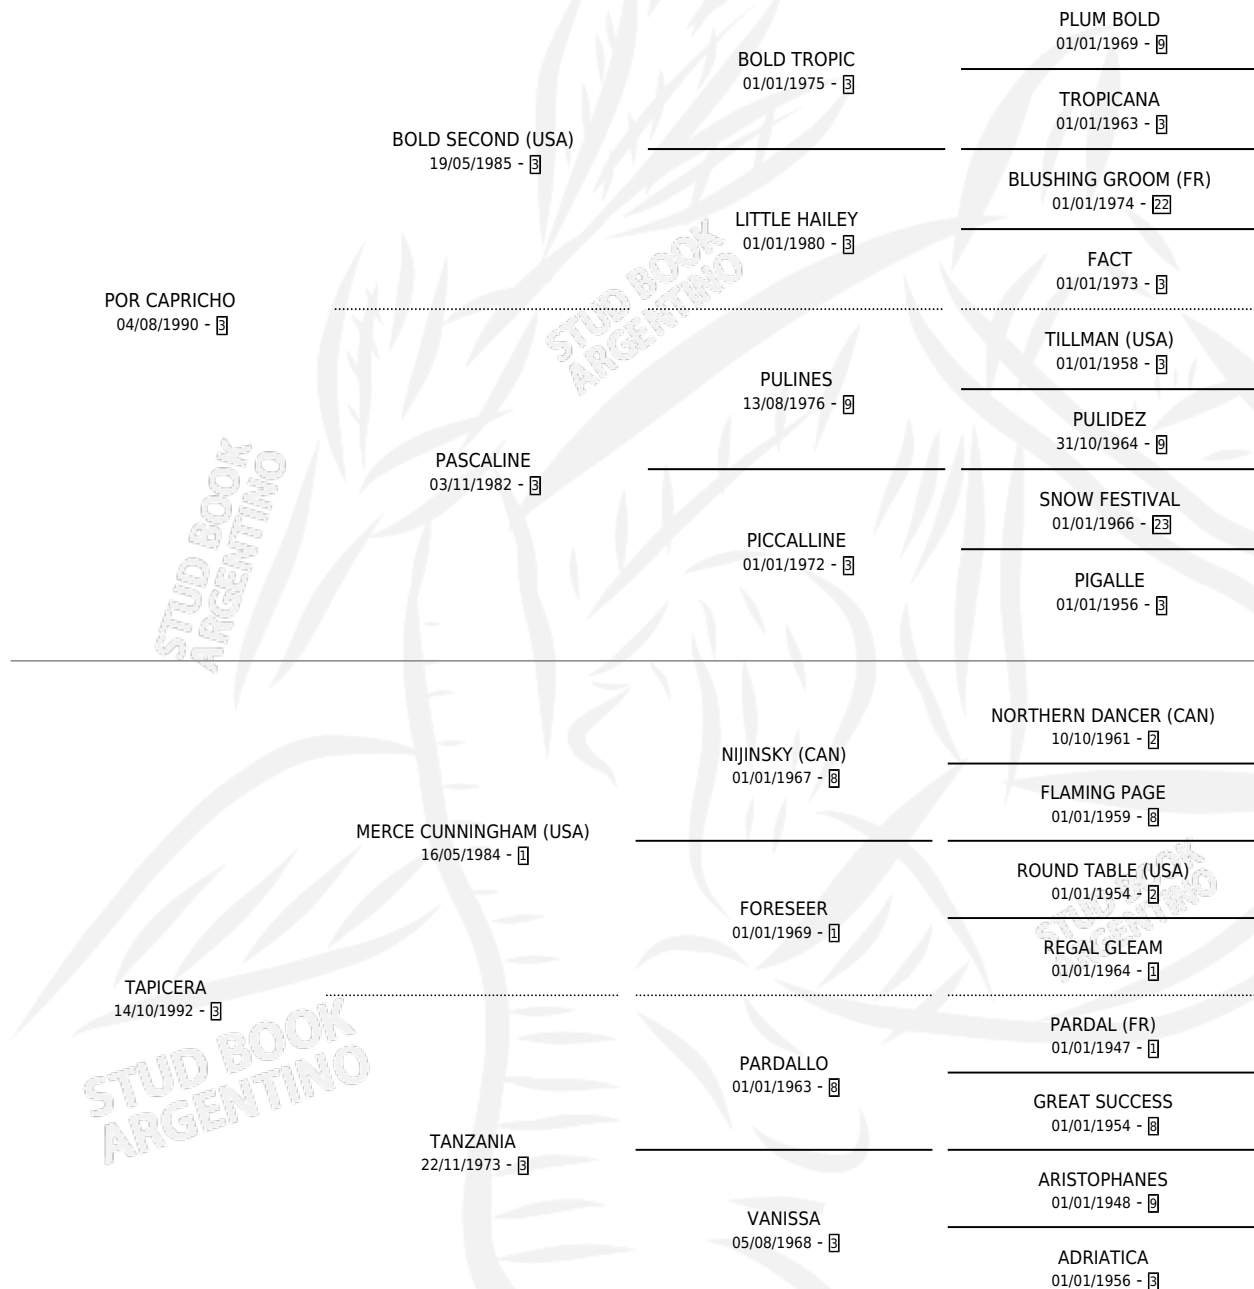 PLUM BOLD
01/01/1969 - 9
BOLD TROPIC
01/01/1975 - 3
TROPICANA
01/01/1963 - 3
BOLD SECOND (USA)
19/05/1985 - 3
BLUSHING GROOM (FR)
01/01/1974 - 22
LITTLE HAILEY
01/01/1980 - 3
FACT
01/01/1973 - 3
POR CAPRICHO
04/08/1990 - 3
STUD BOOK
ARGENTINO
TILLMAN (USA)
01/01/1958 - 3
PULINES
13/08/1976 - 9
PULIDEZ
31/10/1964 - 9
PASCALINE
03/11/1982 - 3
SNOW FESTIVAL
01/01/1966 - 23
PICCALLINE
01/01/1972 - 3
PIGALLE
01/01/1956 - 3
STUD BOOK
ARGENTINO
NORTHERN DANCER (CAN)
10/10/1961 - 2
NIJINSKY (CAN)
01/01/1967 - 8
FLAMING PAGE
01/01/1959 - 8
MERCE CUNNINGHAM (USA)
16/05/1984 - 1
ROUND TABLE (USA)
01/01/1954 - 2
STUD BOOK
ARGENTINO
FORESEER
01/01/1969 - 1
REGAL GLEAM
01/01/1964 - 1
TAPICERA
14/10/1992 - 3
STUD BOOK
ARGENTINO
PARDAL (FR)
01/01/1947 - 1
PARDALLO
01/01/1963 - 8
GREAT SUCCESS
01/01/1954 - 8
TANZANIA
22/11/1973 - 3
ARISTOPHANES
01/01/1948 - 9
VANISSA
05/08/1968 - 3
ADRIATICA
01/01/1956 - 3